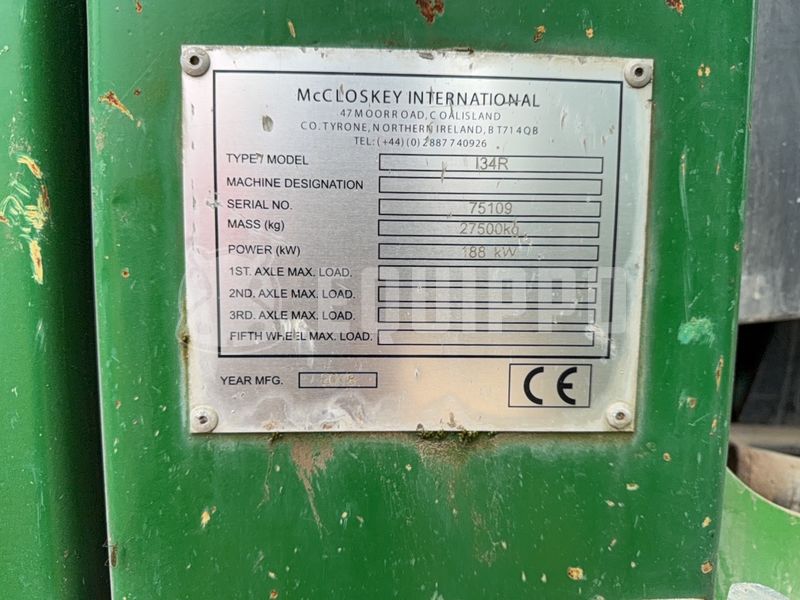 McCLOSKEY INTERNATIONAL
47 MOORROAD, COALISLAND
CO. TYRONE, NORTHERN IRELAND, BT71 4QB
TEL: (+44) (0) 2887 740926
TYPE / MODEL I34R
MACHINE DESIGNATION
SERIAL NO. 75109
MASS (kg) 27500kg
POWER (kW) 188 kW
1ST. AXLE MAX. LOAD.
2ND. AXLE MAX. LOAD.
3RD. AXLE MAX. LOAD.
FIFTH WHEEL MAX. LOAD.
EQUIPPO
YEAR MFG.
CE